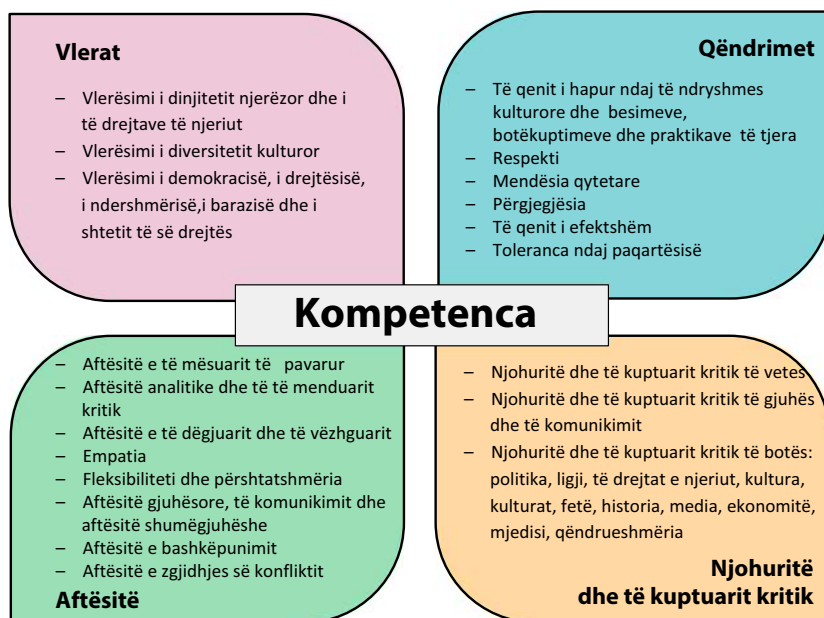 Vlerat
– Vlerësimi i dinjitetit njerëzor dhe i
të drejtave të njeriut
– Vlerësimi i diversitetit kulturor
– Vlerësimi i demokracisë, i drejtësisë,
i ndershmërisë,i barazisë dhe i
shtetit të së drejtës
Qëndrimet
– Të qenit i hapur ndaj të ndryshmes
kulturore dhe besimeve,
botëkuptimeve dhe praktikave të tjera
– Respekti
– Mendësia qytetare
– Përgjegjësia
– Të qenit i efektshëm
– Toleranca ndaj paqartësisë
Kompetenca
– Aftësitë e të mësuarit të pavarur
– Aftësitë analitike dhe të të menduarit
kritik
– Aftësitë e të dëgjuarit dhe të vëzhguarit
– Empatia
– Fleksibiliteti dhe përshtatshmëria
– Aftësitë gjuhësore, të komunikimit dhe
aftësitë shumëgjuhëshe
– Aftësitë e bashkëpunimit
– Aftësitë e zgjidhjes së konfliktit
Aftësitë
– Njohuritë dhe të kuptuarit kritik të vetes
– Njohuritë dhe të kuptuarit kritik të gjuhës
dhe të komunikimit
– Njohuritë dhe të kuptuarit kritik të botës:
politika, ligji, të drejtat e njeriut, kultura,
kulturat, fetë, historia, media, ekonomitë,
mjedisi, qëndrueshmëria
Njohuritë
dhe të kuptuarit kritik